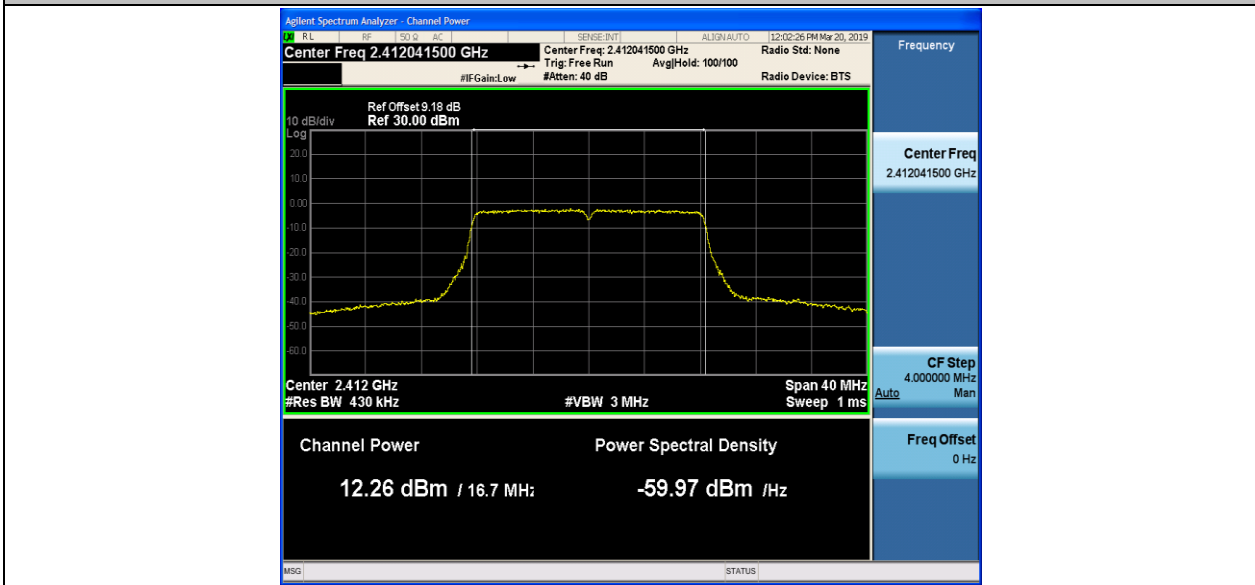 Agilent Spectrum Analyzer - Channel Power
RL RF 50 Ω AC SENSE:INT ALIGN AUTO 12:02:26 PM Mar 20, 2019
Center Freq 2.412041500 GHz
Center Freq: 2.412041500 GHz Radio Std: None
Trig: Free Run Avg|Hold: 100/100
#IFGain:Low #Atten: 40 dB Radio Device: BTS
Frequency
Ref Offset 9.18 dB
10 dB/div Ref 30.00 dBm
Log
20.0
10.0
0.00
-10.0
-20.0
-30.0
-40.0
-50.0
-60.0
Center 2.412 GHz Span 40 MHz
#Res BW 430 kHz #VBW 3 MHz Sweep 1 ms
Center Freq
2.412041500 GHz
CF Step
4.000000 MHz
Auto Man
Freq Offset
0 Hz
Channel Power Power Spectral Density
12.26 dBm / 16.7 MHz -59.97 dBm /Hz
MSG STATUS